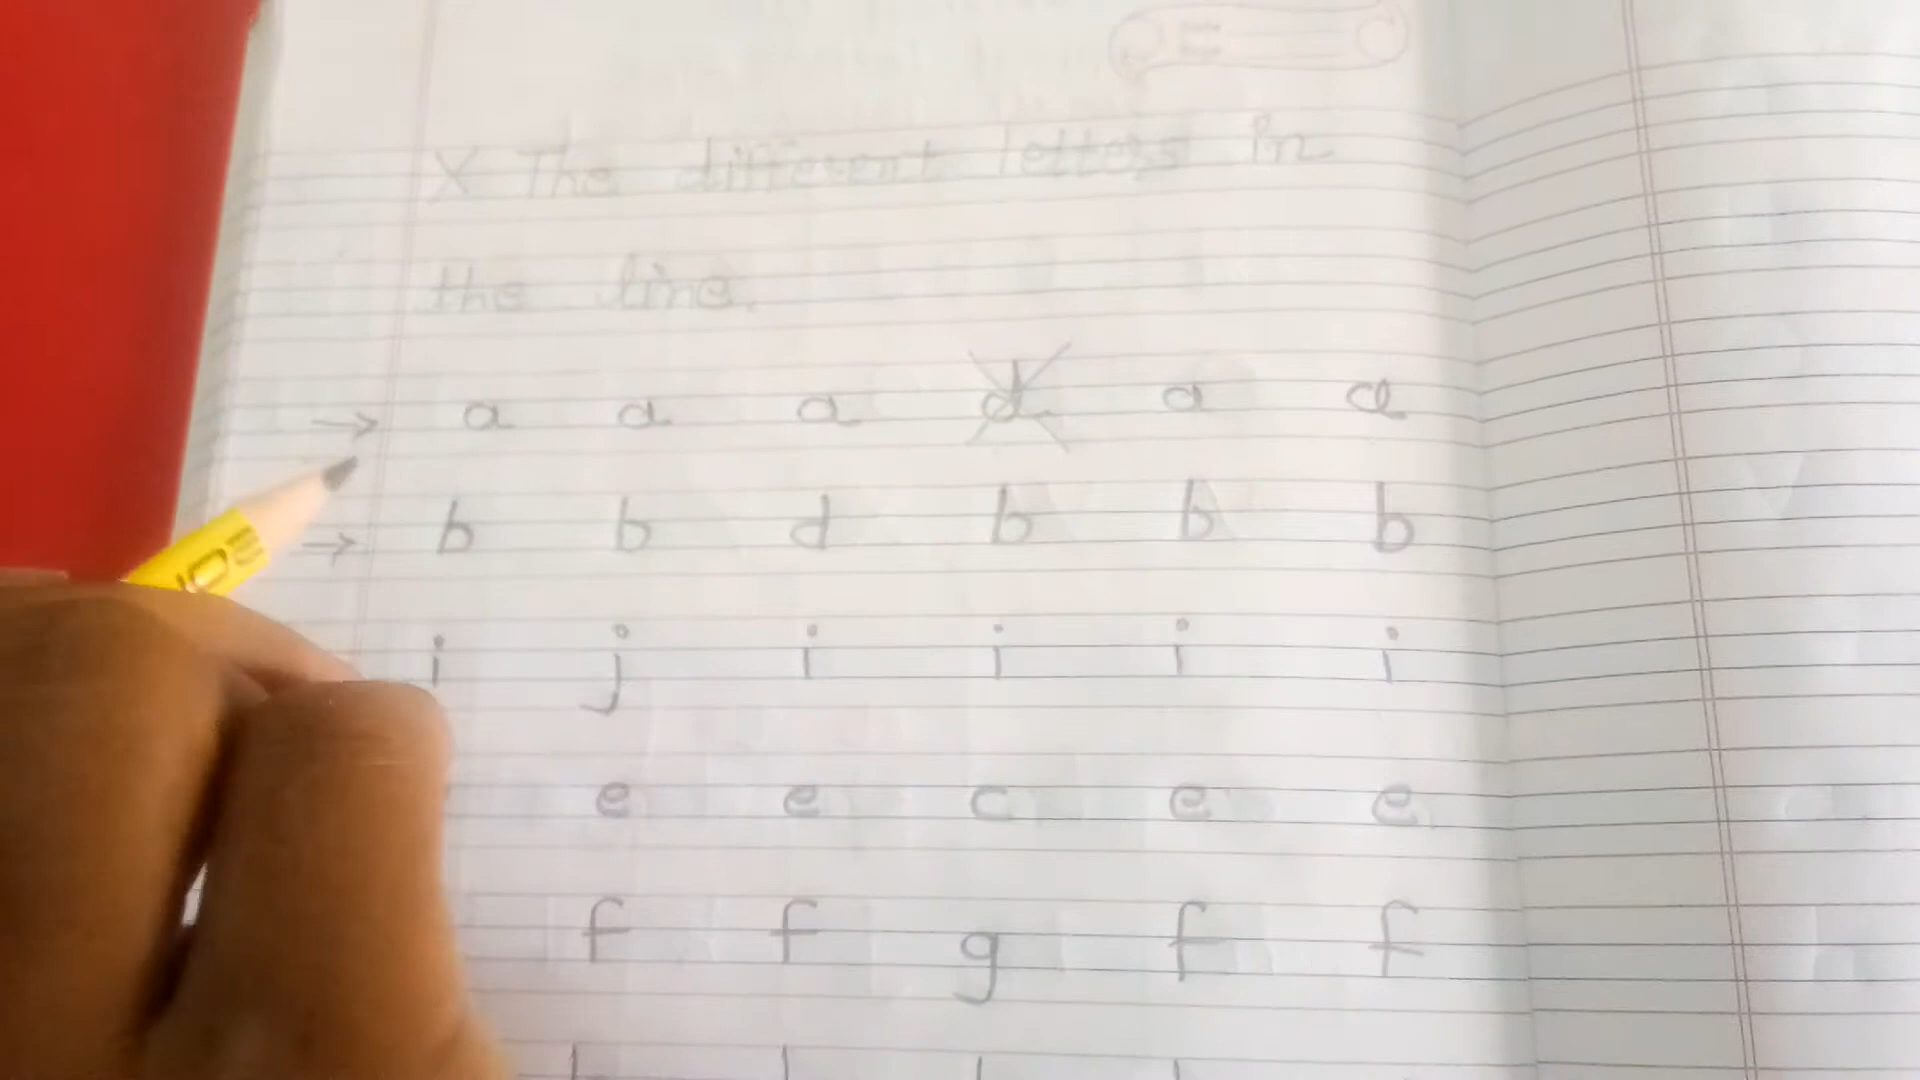 X The different letters in
the line.
→ a a a d a a
→ b b d b b b
i j i i i i
e e c e e
f f g f f